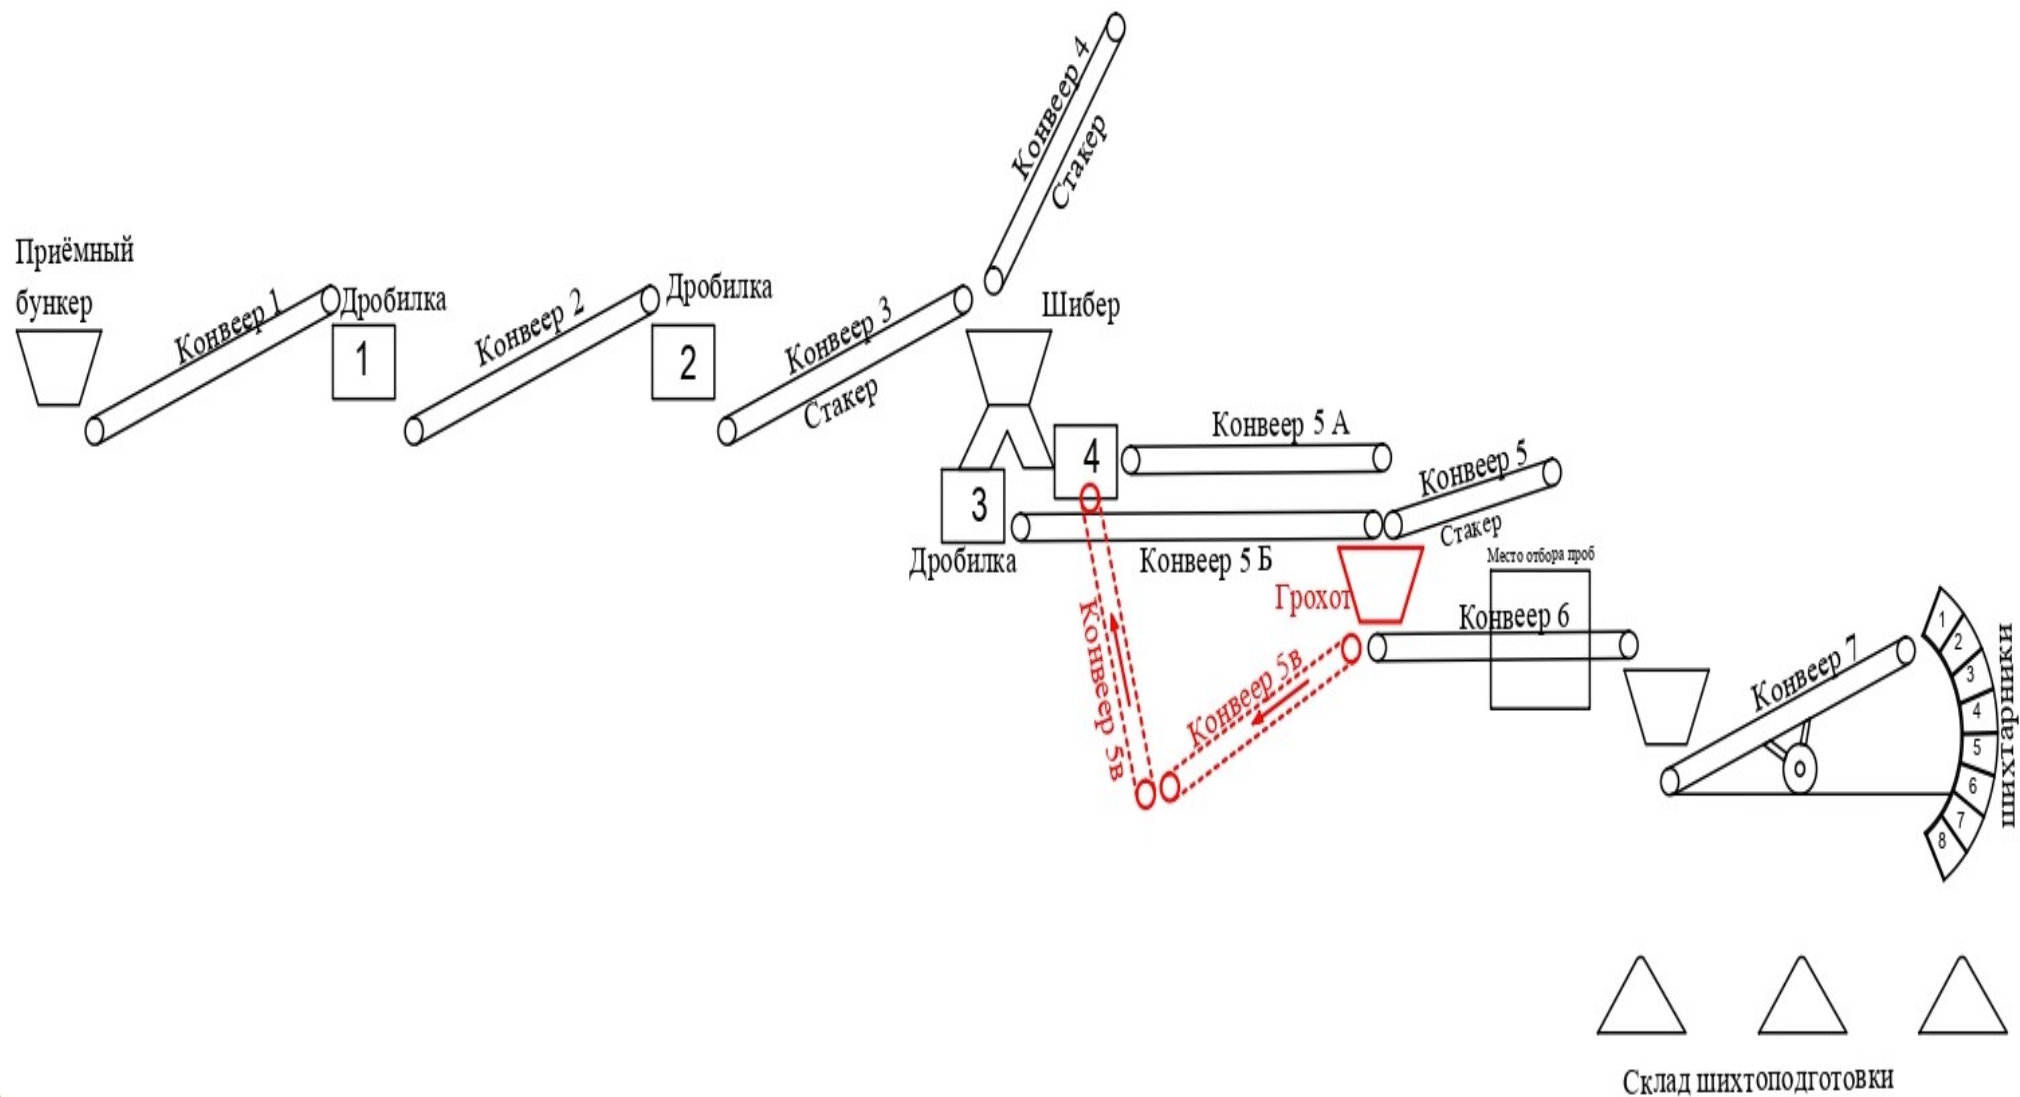 Конвеер 4
Стакер
Приёмный
бункер
Конвеер 1
Дробилка
1
Конвеер 2
Дробилка
2
Конвеер 3
Стакер
Шибер
4
3
Дробилка
Конвеер 5 А
Конвеер 5
Стакер
Конвеер 5 Б
Место отбора проб
Грохот
Конвеер 6
Конвеер 5в
Конвеер 5в
Конвеер 7
1
2
3
4
5
6
7
8
шихтарники
Склад шихтоподготовки